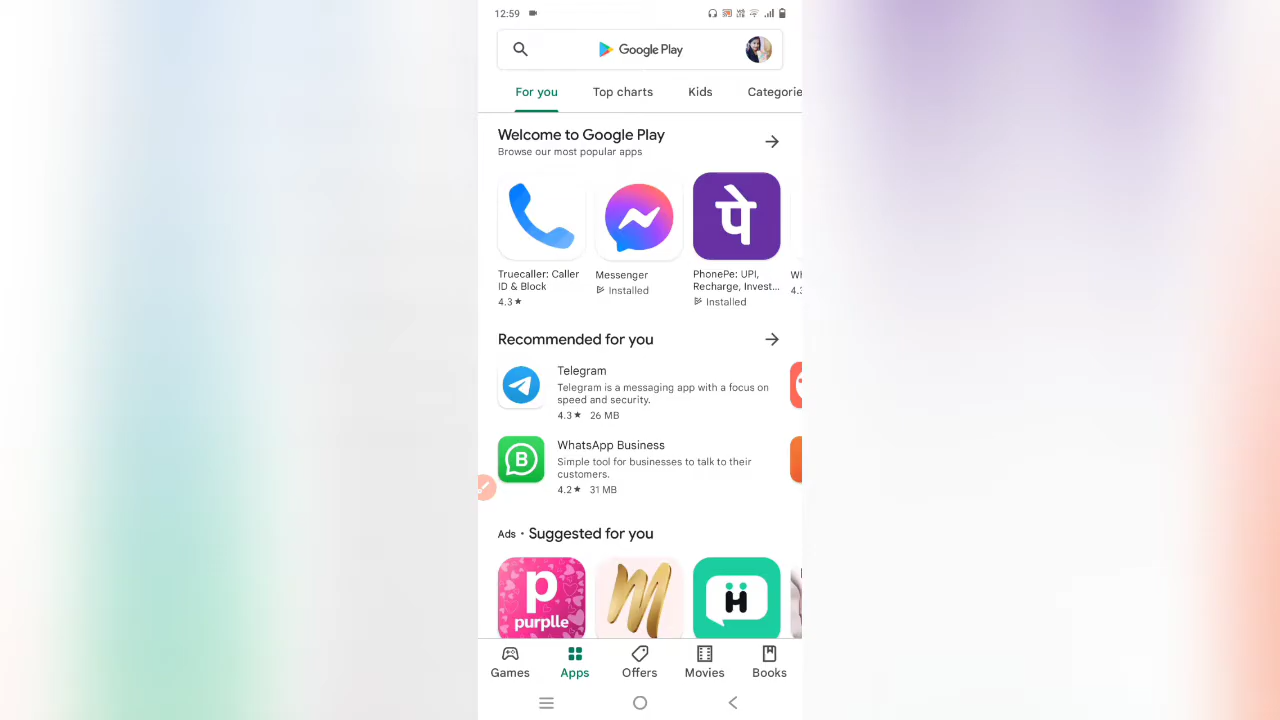 12:59
Google Play
For you Top charts Kids Categorie
Welcome to Google Play
Browse our most popular apps
पे
Truecaller: Caller
ID & Block
4.3★
Messenger
Installed
PhonePe: UPI,
Recharge, Invest...
Installed
4.3
Recommended for you
Telegram
Telegram is a messaging app with a focus on
speed and security.
4.3★ 26 MB
B
WhatsApp Business
Simple tool for businesses to talk to their
customers.
4.2★ 31 MB
Ads • Suggested for you
p
purplle
M
H
Games Apps Offers Movies Books